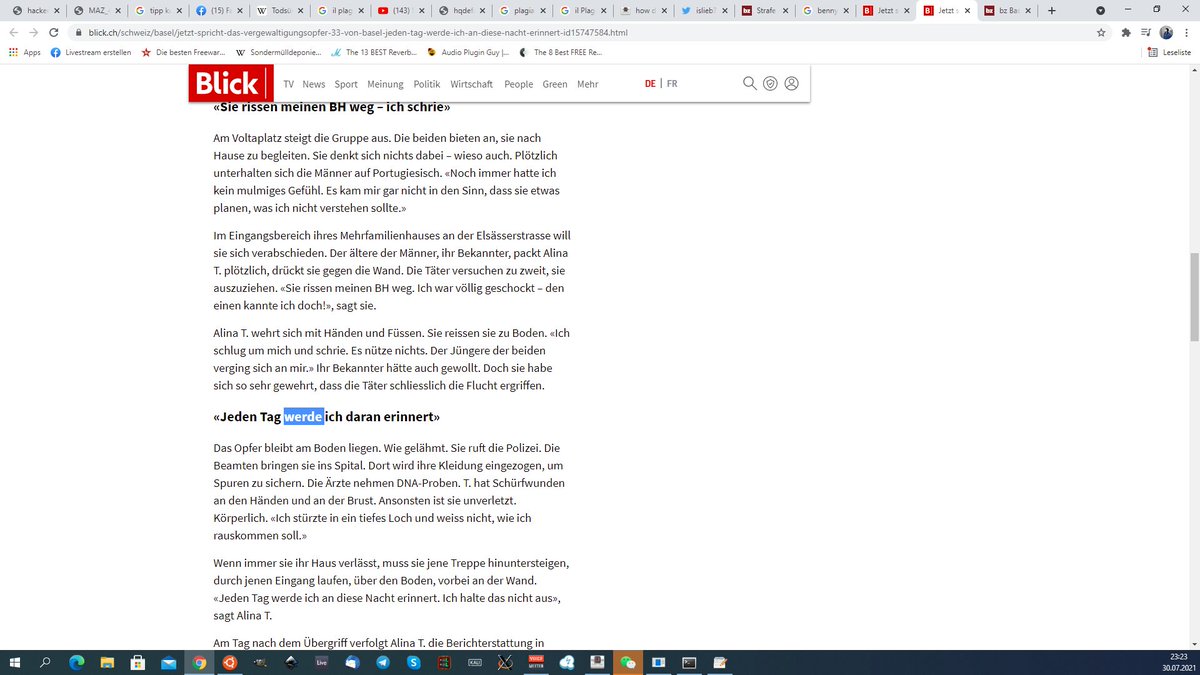 hacke
MAZ_
tipp k
(15) Fa
Todsü
il plag
(143)
hqdef
plagia
il Plag
how d
islieb?
Strafe
benny
Jetzt s
Jetzt s
bz Bas
blick.ch/schweiz/basel/jetzt-spricht-das-vergewaltigungsopfer-33-von-basel-jeden-tag-werde-ich-an-diese-nacht-erinnert-id15747584.html
Apps
Livestream erstellen
Die besten Freewar...
Sondermülldeponie...
The 13 BEST Reverb...
Audio Plugin Guy |...
The 8 Best FREE Re...
Leseliste
Blick TV News Sport Meinung Politik Wirtschaft People Green Mehr DE | FR
«Sie rissen meinen BH weg – ich schrie»
Am Voltaplatz steigt die Gruppe aus. Die beiden bieten an, sie nach
Hause zu begleiten. Sie denkt sich nichts dabei – wieso auch. Plötzlich
unterhalten sich die Männer auf Portugiesisch. «Noch immer hatte ich
kein mulmiges Gefühl. Es kam mir gar nicht in den Sinn, dass sie etwas
planen, was ich nicht verstehen sollte.»
Im Eingangsbereich ihres Mehrfamilienhauses an der Elsässerstrasse will
sie sich verabschieden. Der ältere der Männer, ihr Bekannter, packt Alina
T. plötzlich, drückt sie gegen die Wand. Die Täter versuchen zu zweit, sie
auszuziehen. «Sie rissen meinen BH weg. Ich war völlig geschockt – den
einen kannte ich doch!», sagt sie.
Alina T. wehrt sich mit Händen und Füssen. Sie reissen sie zu Boden. «Ich
schlug um mich und schrie. Es nütze nichts. Der Jüngere der beiden
verging sich an mir.» Ihr Bekannter hätte auch gewollt. Doch sie habe
sich so sehr gewehrt, dass die Täter schliesslich die Flucht ergriffen.
«Jeden Tag werde ich daran erinnert»
Das Opfer bleibt am Boden liegen. Wie gelähmt. Sie ruft die Polizei. Die
Beamten bringen sie ins Spital. Dort wird ihre Kleidung eingezogen, um
Spuren zu sichern. Die Ärzte nehmen DNA-Proben. T. hat Schürfwunden
an den Händen und an der Brust. Ansonsten ist sie unverletzt.
Körperlich. «Ich stürzte in ein tiefes Loch und weiss nicht, wie ich
rauskommen soll.»
Wenn immer sie ihr Haus verlässt, muss sie jene Treppe hinuntersteigen,
durch jenen Eingang laufen, über den Boden, vorbei an der Wand.
«Jeden Tag werde ich an diese Nacht erinnert. Ich halte das nicht aus»,
sagt Alina T.
Am Tag nach dem Übergriff verfolgt Alina T. die Berichterstattung in
23:23
30.07.2021